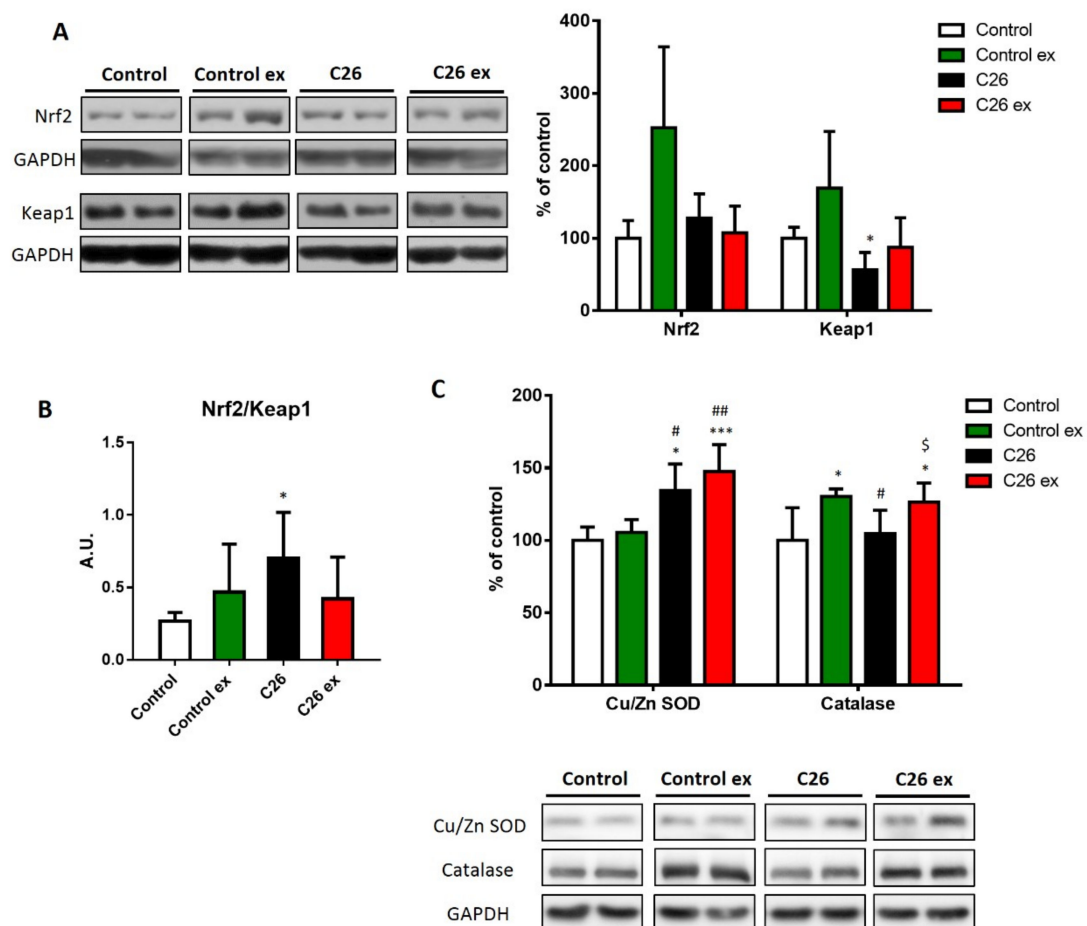 A
Control Control ex C26 C26 ex
Nrf2
GAPDH
Keap1
GAPDH
400
300
200
100
0
% of control
*
Nrf2 Keap1
Control
Control ex
C26
C26 ex
B
Nrf2/Keap1
1.5
1.0
0.5
0.0
A.U.
*
Control Control ex C26 C26 ex
C
200
150
100
50
0
% of control
# ##
* ***
* # $
*
Cu/Zn SOD Catalase
Control
Control ex
C26
C26 ex
Control Control ex C26 C26 ex
Cu/Zn SOD
Catalase
GAPDH